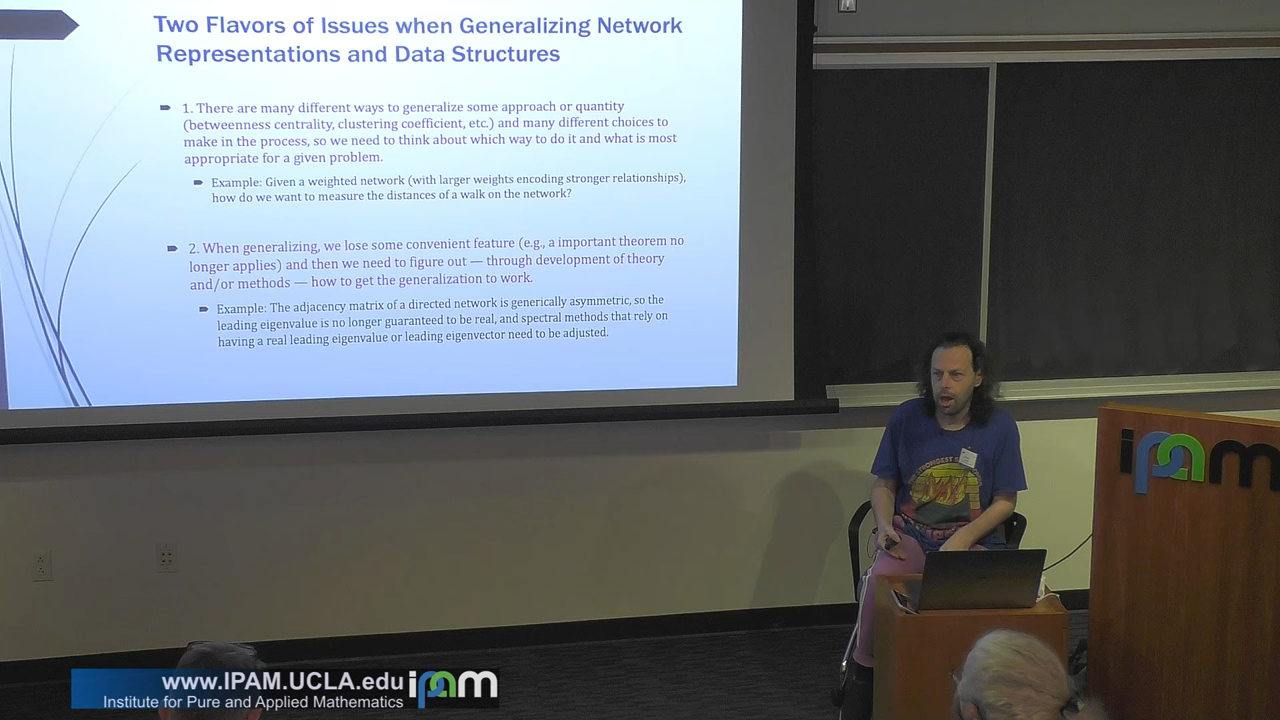 Two Flavors of Issues when Generalizing Network
Representations and Data Structures
1. There are many different ways to generalize some approach or quantity
(betweenness centrality, clustering coefficient, etc.) and many different choices to
make in the process, so we need to think about which way to do it and what is most
appropriate for a given problem.
Example: Given a weighted network (with larger weights encoding stronger relationships),
how do we want to measure the distances of a walk on the network?
2. When generalizing, we lose some convenient feature (e.g., a important theorem no
longer applies) and then we need to figure out — through development of theory
and/or methods — how to get the generalization to work.
Example: The adjacency matrix of a directed network is generically asymmetric, so the
leading eigenvalue is no longer guaranteed to be real, and spectral methods that rely on
having a real leading eigenvalue or leading eigenvector need to be adjusted.
ipam
www.IPAM.UCLA.edu
ipam
Institute for Pure and Applied Mathematics